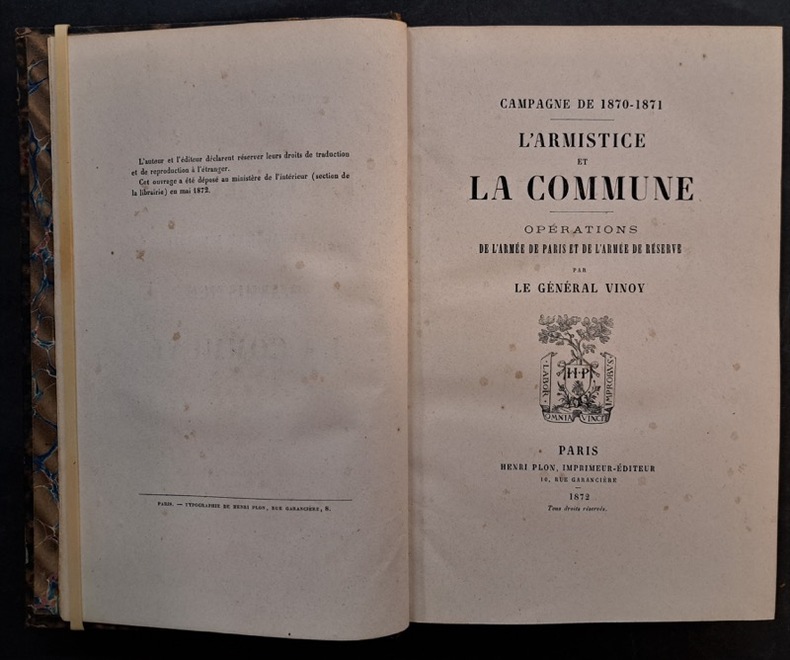 L'auteur et l'éditeur déclarent réserver leurs droits de traduction
et de reproduction à l'étranger.
Cet ouvrage a été déposé au ministère de l'intérieur (section de
la librairie) en mai 1872.
PARIS. — TYPOGRAPHIE DE HENRI PLON, RUE GARANCIÈRE, 8.
CAMPAGNE DE 1870-1871
L'ARMISTICE
ET
LA COMMUNE
OPÉRATIONS
DE L'ARMÉE DE PARIS ET DE L'ARMÉE DE RÉSERVE
PAR
LE GÉNÉRAL VINOY
HP
LABOR
OMNIA VINCIT
IMPROBVS
PARIS
HENRI PLON, IMPRIMEUR-ÉDITEUR
10, RUE GARANCIÈRE
1872
Tous droits réservés.